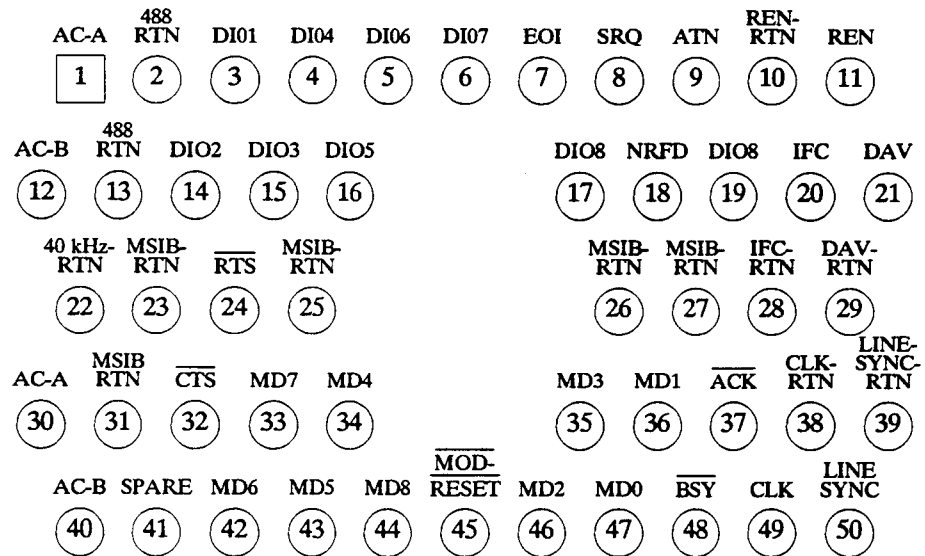 488 REN-
AC-A RTN DI01 DI04 DI06 DI07 EOI SRQ ATN RTN REN
1 2 3 4 5 6 7 8 9 10 11
488
AC-B RTN DIO2 DIO3 DIO5 DIO8 NRFD DIO8 IFC DAV
12 13 14 15 16 17 18 19 20 21
40 kHz- MSIB- MSIB- MSIB- MSIB- IFC- DAV-
RTN RTN RTS RTN RTN RTN RTN RTN
22 23 24 25 26 27 28 29
LINE-
MSIB CLK- SYNC-
AC-A RTN CTS MD7 MD4 MD3 MD1 ACK RTN RTN
30 31 32 33 34 35 36 37 38 39
MOD- LINE
AC-B SPARE MD6 MD5 MD8 RESET MD2 MD0 BSY CLK SYNC
40 41 42 43 44 45 46 47 48 49 50